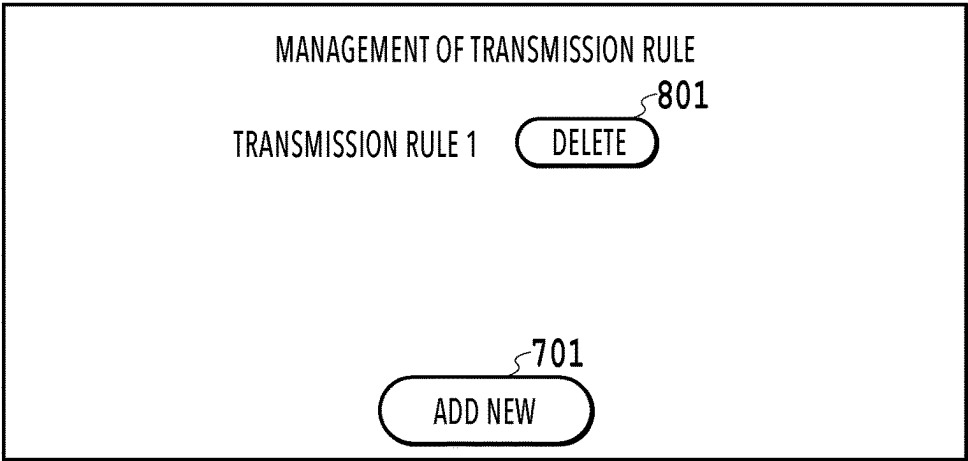 MANAGEMENT OF TRANSMISSION RULE
801
TRANSMISSION RULE 1 DELETE
701
ADD NEW